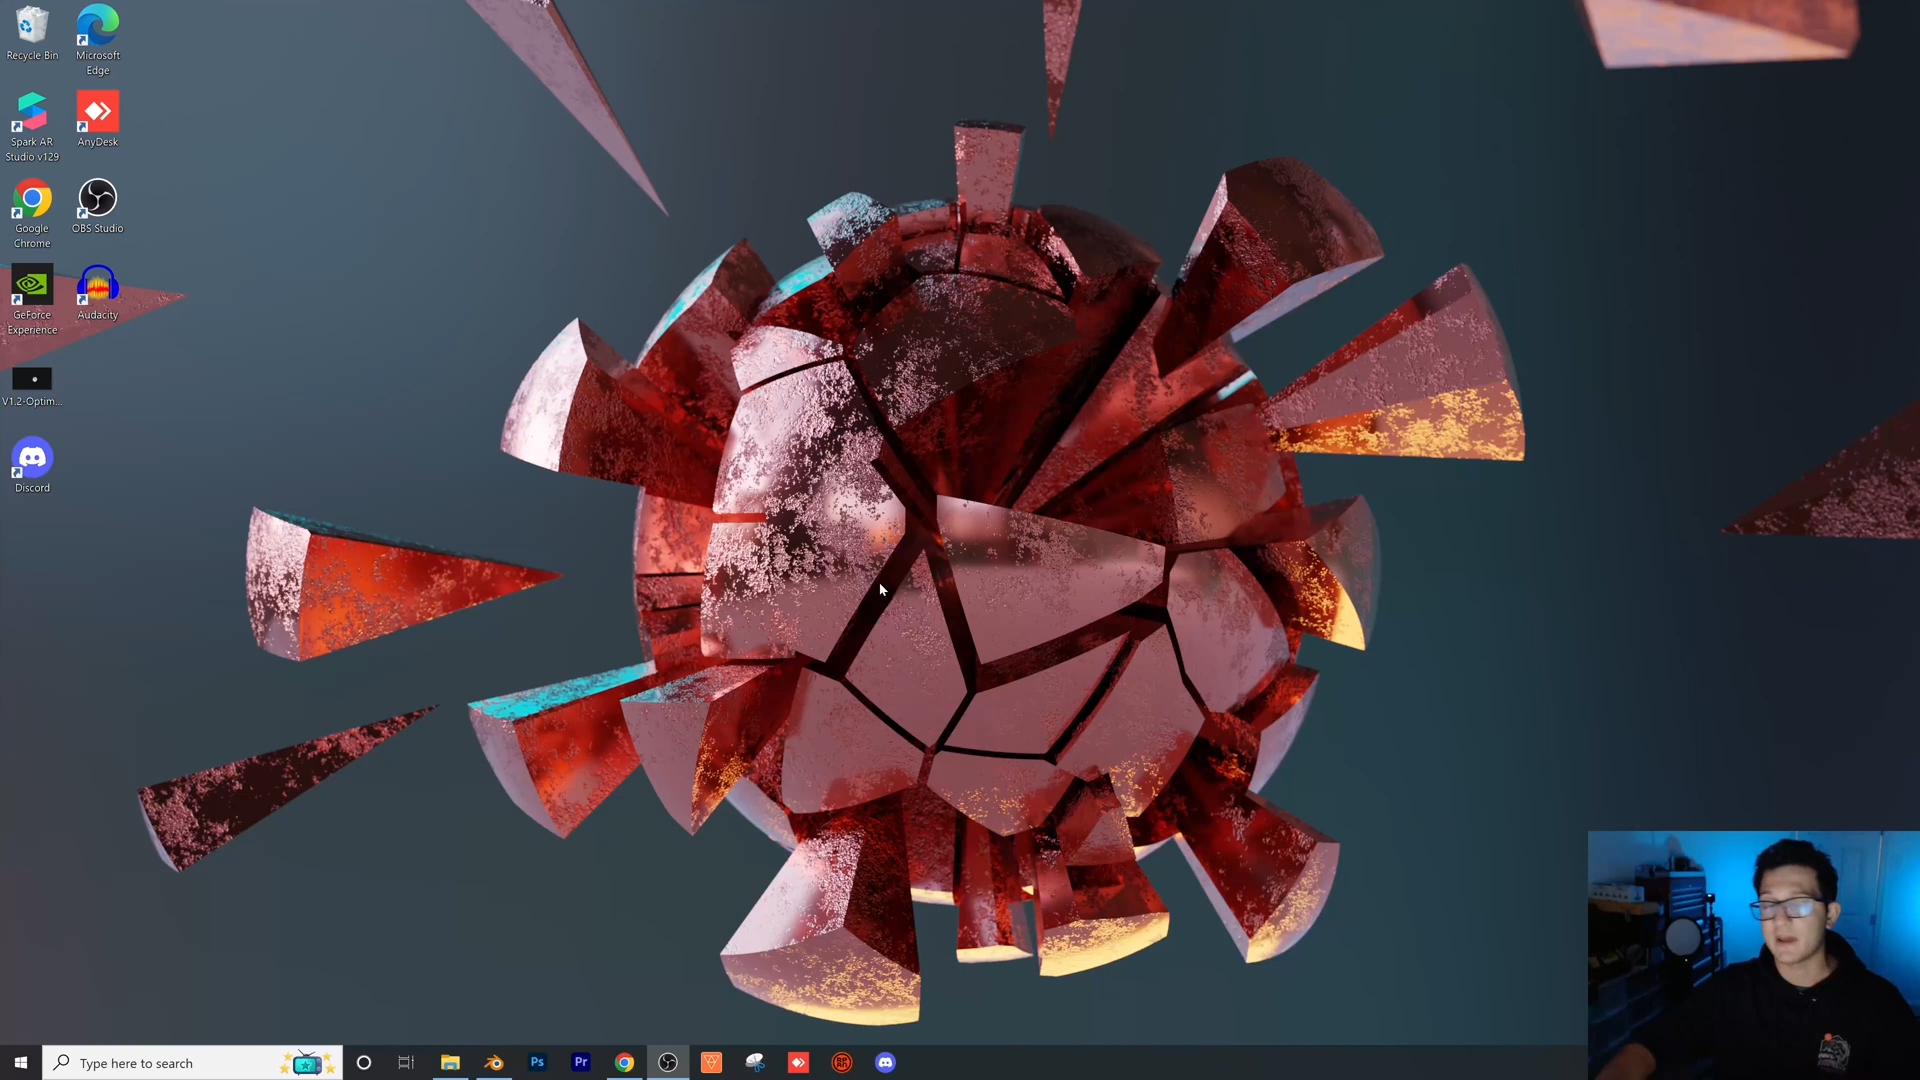 Recycle Bin
Microsoft
Edge
Spark AR
Studio v129
AnyDesk
Google
Chrome
OBS Studio
GeForce
Experience
Audacity
V1.2-Optim...
Discord
Type here to search
Ps
Pr